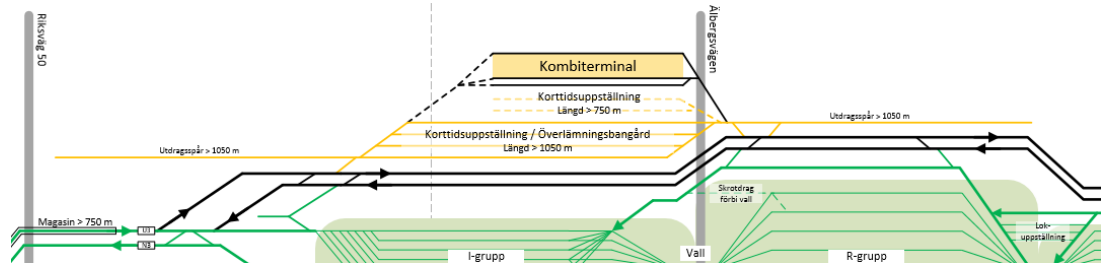 Riksväg 50
Älbergsvägen
Kombiterminal
Korttidsuppställning
Längd > 750 m
Utdragsspår > 1050 m
Korttidsuppställning / Överlämningsbangård
Längd > 1050 m
Utdragsspår > 1050 m
Skrotdrag
förbi vall
Magasin > 750 m
U3
N3
Lok-
uppställning
I-grupp
Vall
R-grupp